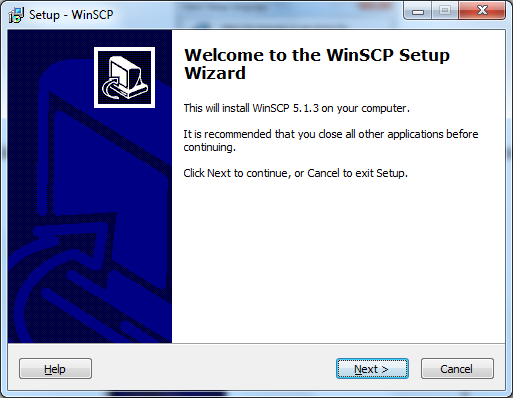 Setup - WinSCP
Welcome to the WinSCP Setup
Wizard
This will install WinSCP 5.1.3 on your computer.
It is recommended that you close all other applications before
continuing.
Click Next to continue, or Cancel to exit Setup.
Help
Next >
Cancel